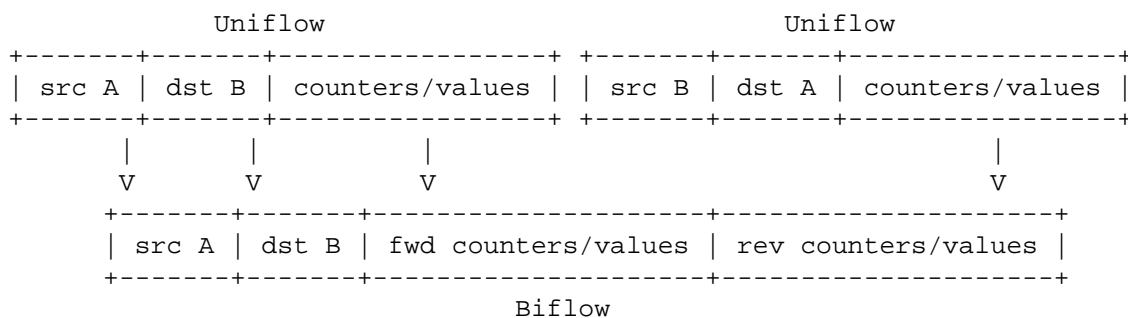 Uniflow Uniflow
+-------+-------+-----------------+ +-------+-------+-----------------+
| src A | dst B | counters/values | | src B | dst A | counters/values |
+-------+-------+-----------------+ +-------+-------+-----------------+
| | | |
V V V V
+-------+-------+---------------------+---------------------+
| src A | dst B | fwd counters/values | rev counters/values |
+-------+-------+---------------------+---------------------+
Biflow